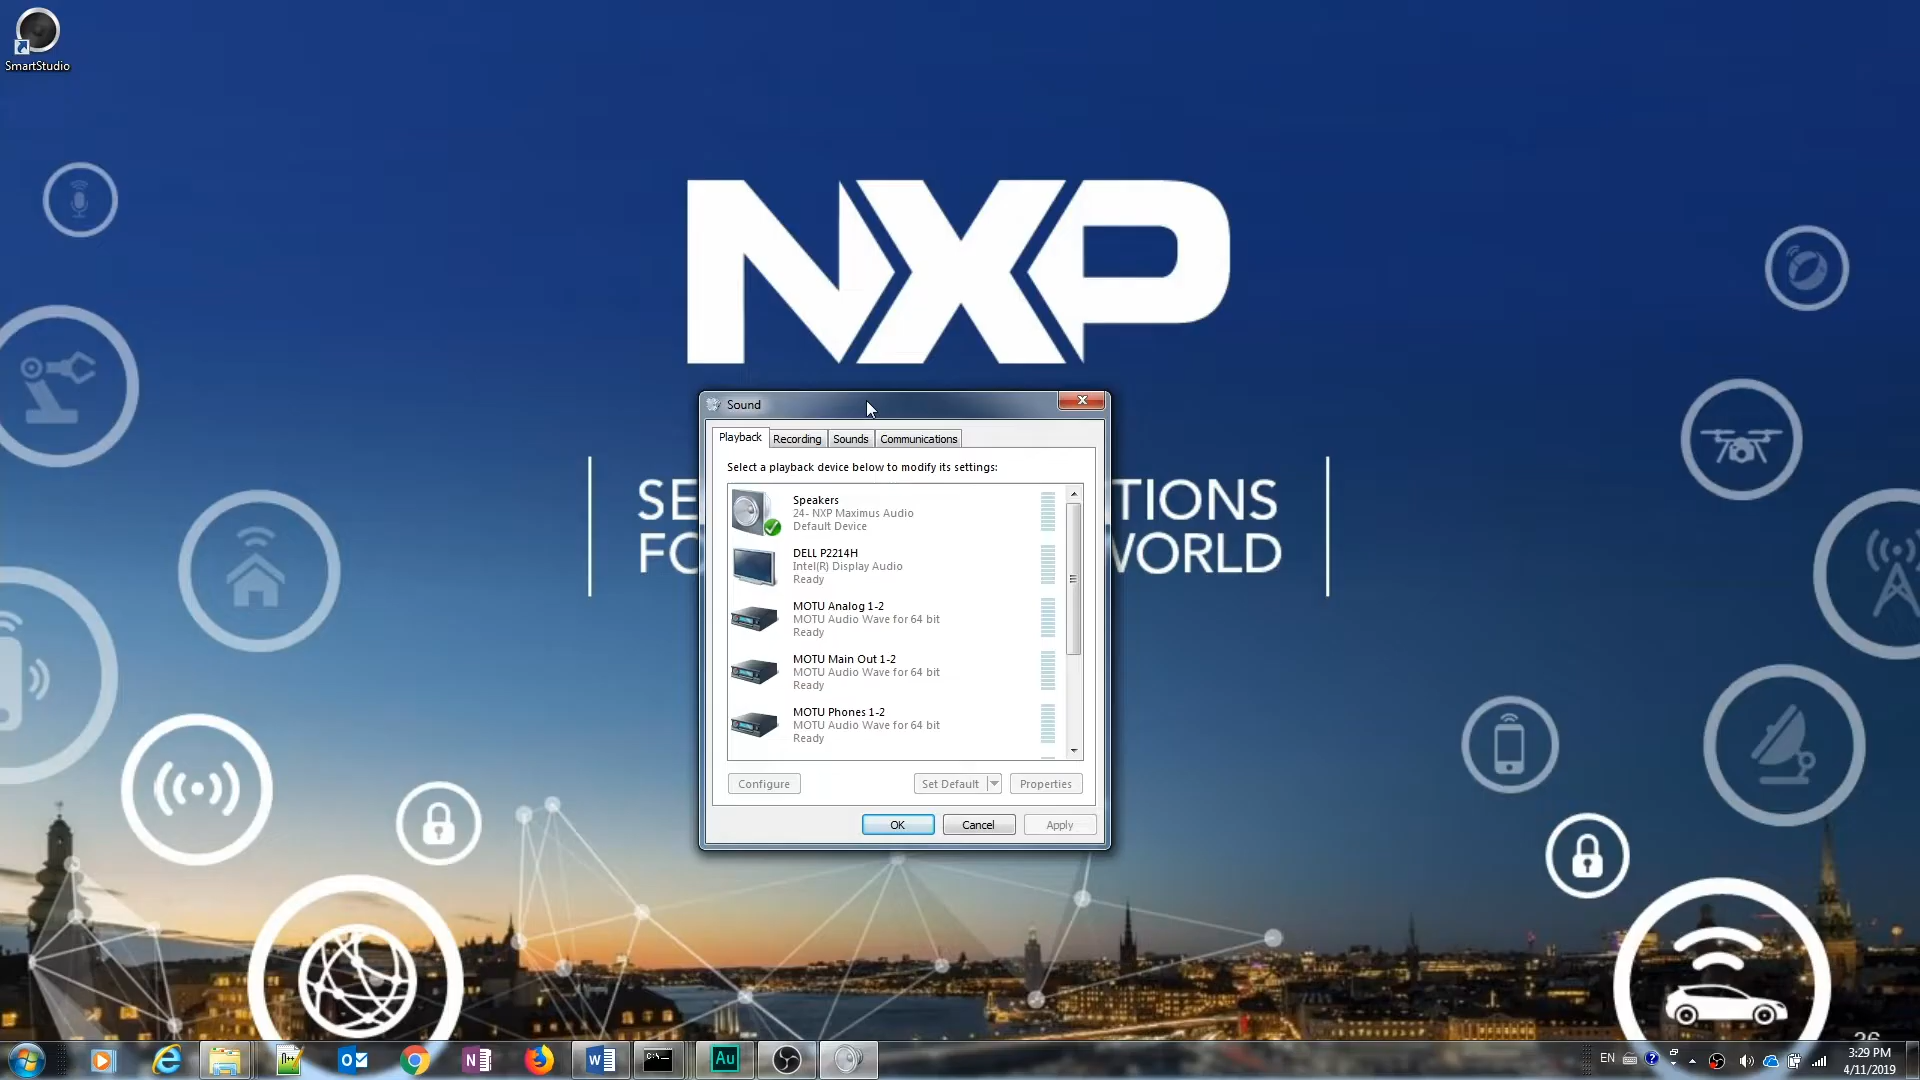 SmartStudio
NXP
SE
TIONS
FO
WORLD
Sound
Playback
Recording
Sounds
Communications
Select a playback device below to modify its settings:
Speakers
24- NXP Maximus Audio
Default Device
DELL P2214H
Intel(R) Display Audio
Ready
MOTU Analog 1-2
MOTU Audio Wave for 64 bit
Ready
MOTU Main Out 1-2
MOTU Audio Wave for 64 bit
Ready
MOTU Phones 1-2
MOTU Audio Wave for 64 bit
Ready
Configure
Set Default
Properties
OK
Cancel
Apply
EN
3:29 PM
4/11/2019